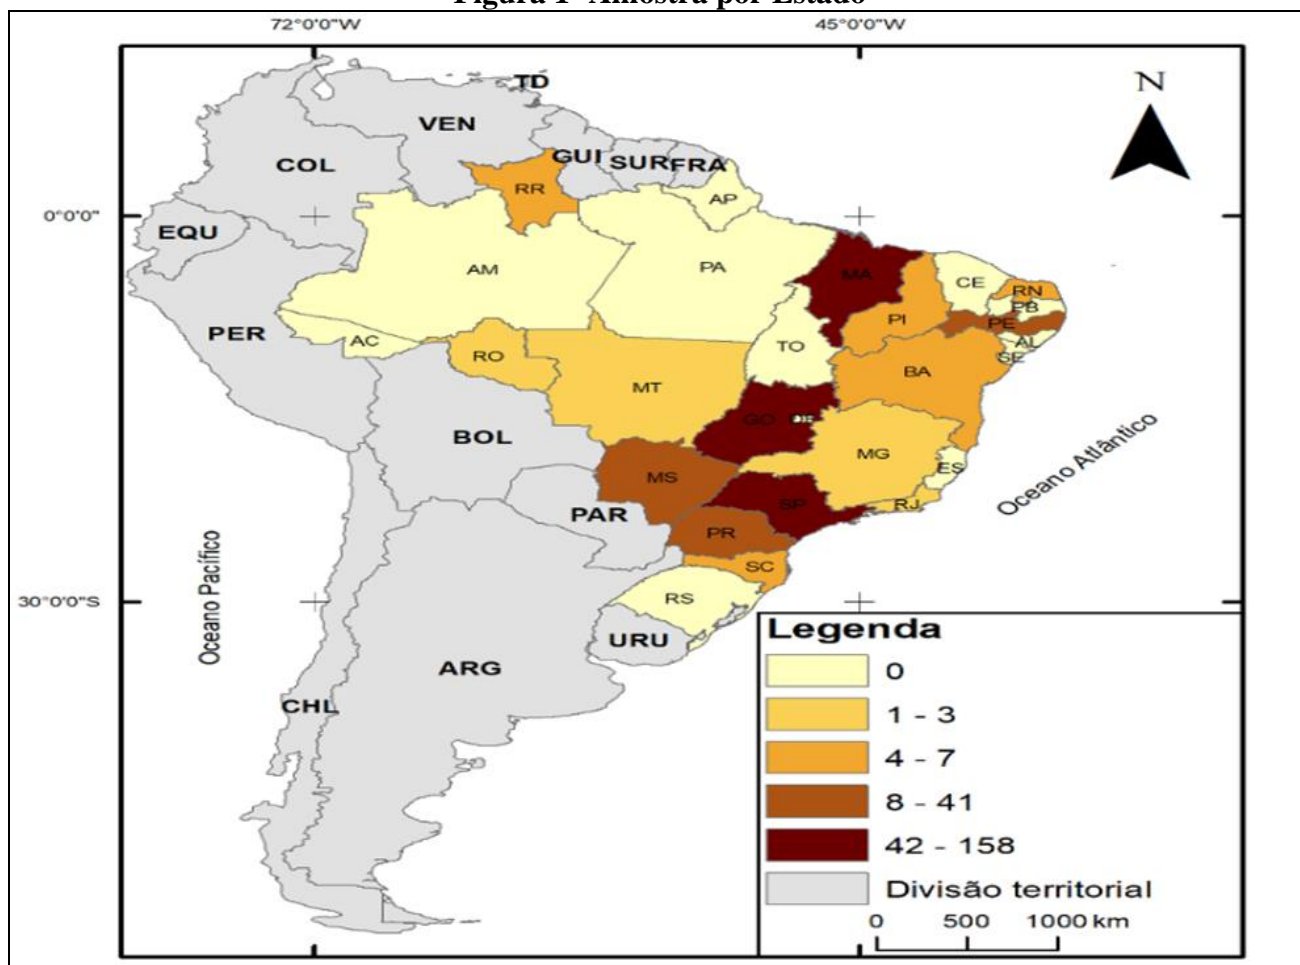 Figura 1- Amostra por Estado
72°0'0"W
45°0'0"W
N
TD
VEN
COL
GUI
SUR
FRA
RR
AP
0°0'0"
EQU
AM
PA
MA
CE
RN
PB
PE
AL
SE
PI
PER
AC
RO
TO
MT
BA
BOL
GO
DF
MG
ES
MS
SP
RJ
PAR
PR
SC
Oceano Atlântico
Oceano Pacífico
30°0'0"S
RS
URU
ARG
CHL
Legenda
0
1 - 3
4 - 7
8 - 41
42 - 158
Divisão territorial
0 500 1000 km